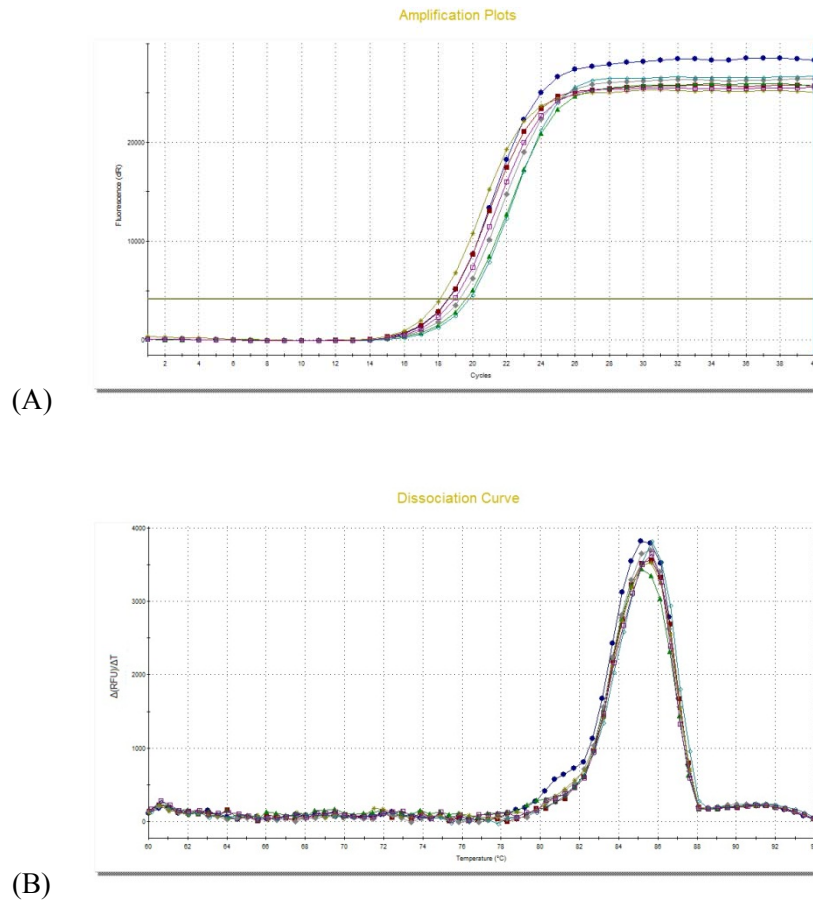 Amplification Plots
Fluorescence (dR)
20000
10000
0
2 4 6 8 10 12 14 16 18 20 22 24 26 28 30 32 34 36 38 4
Cycles
(A)
Dissociation Curve
Δ(RFU)/ΔT
4000
3000
2000
1000
0
60 62 64 66 68 70 72 74 76 78 80 82 84 86 88 90 92 9
Temperature (°C)
(B)